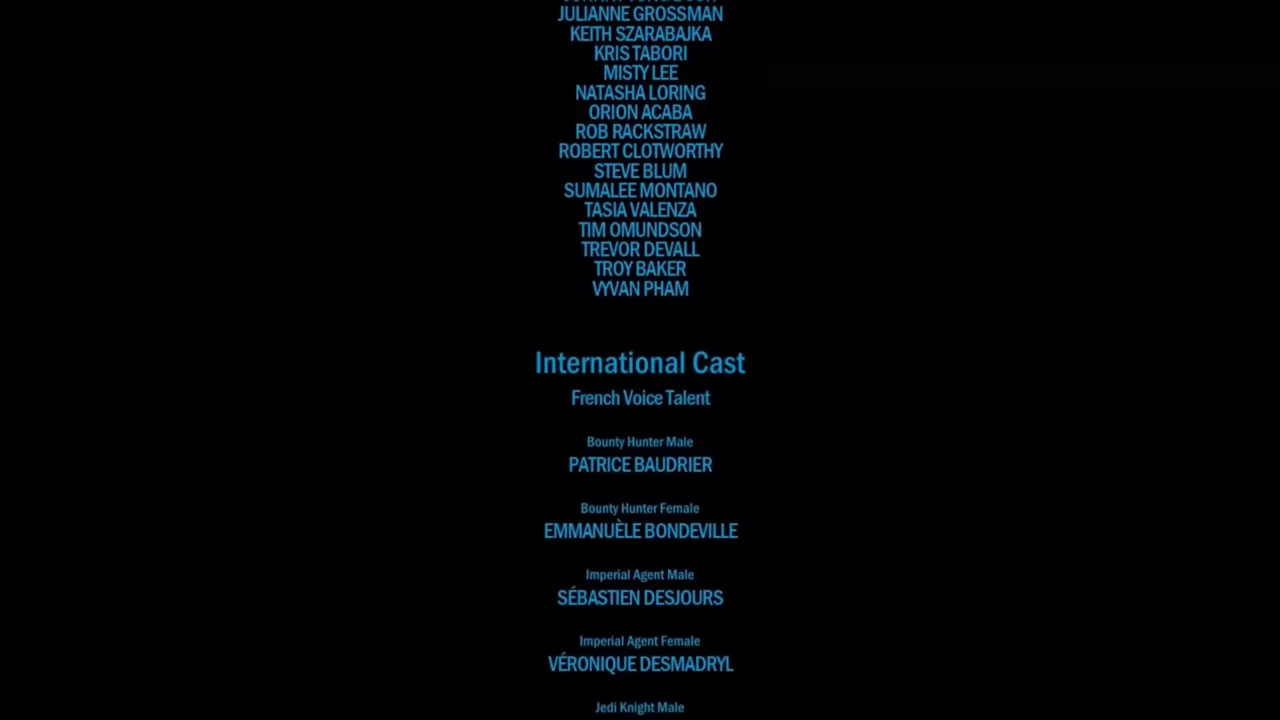 JULIANNE GROSSMAN
KEITH SZARABAJKA
KRIS TABORI
MISTY LEE
NATASHA LORING
ORION ACABA
ROB RACKSTRAW
ROBERT CLOTWORTHY
STEVE BLUM
SUMALEE MONTANO
TASIA VALENZA
TIM OMUNDSON
TREVOR DEVALL
TROY BAKER
VYVAN PHAM
International Cast
French Voice Talent
Bounty Hunter Male
PATRICE BAUDRIER
Bounty Hunter Female
EMMANUÈLE BONDEVILLE
Imperial Agent Male
SÉBASTIEN DESJOURS
Imperial Agent Female
VÉRONIQUE DESMADRYL
Jedi Knight Male